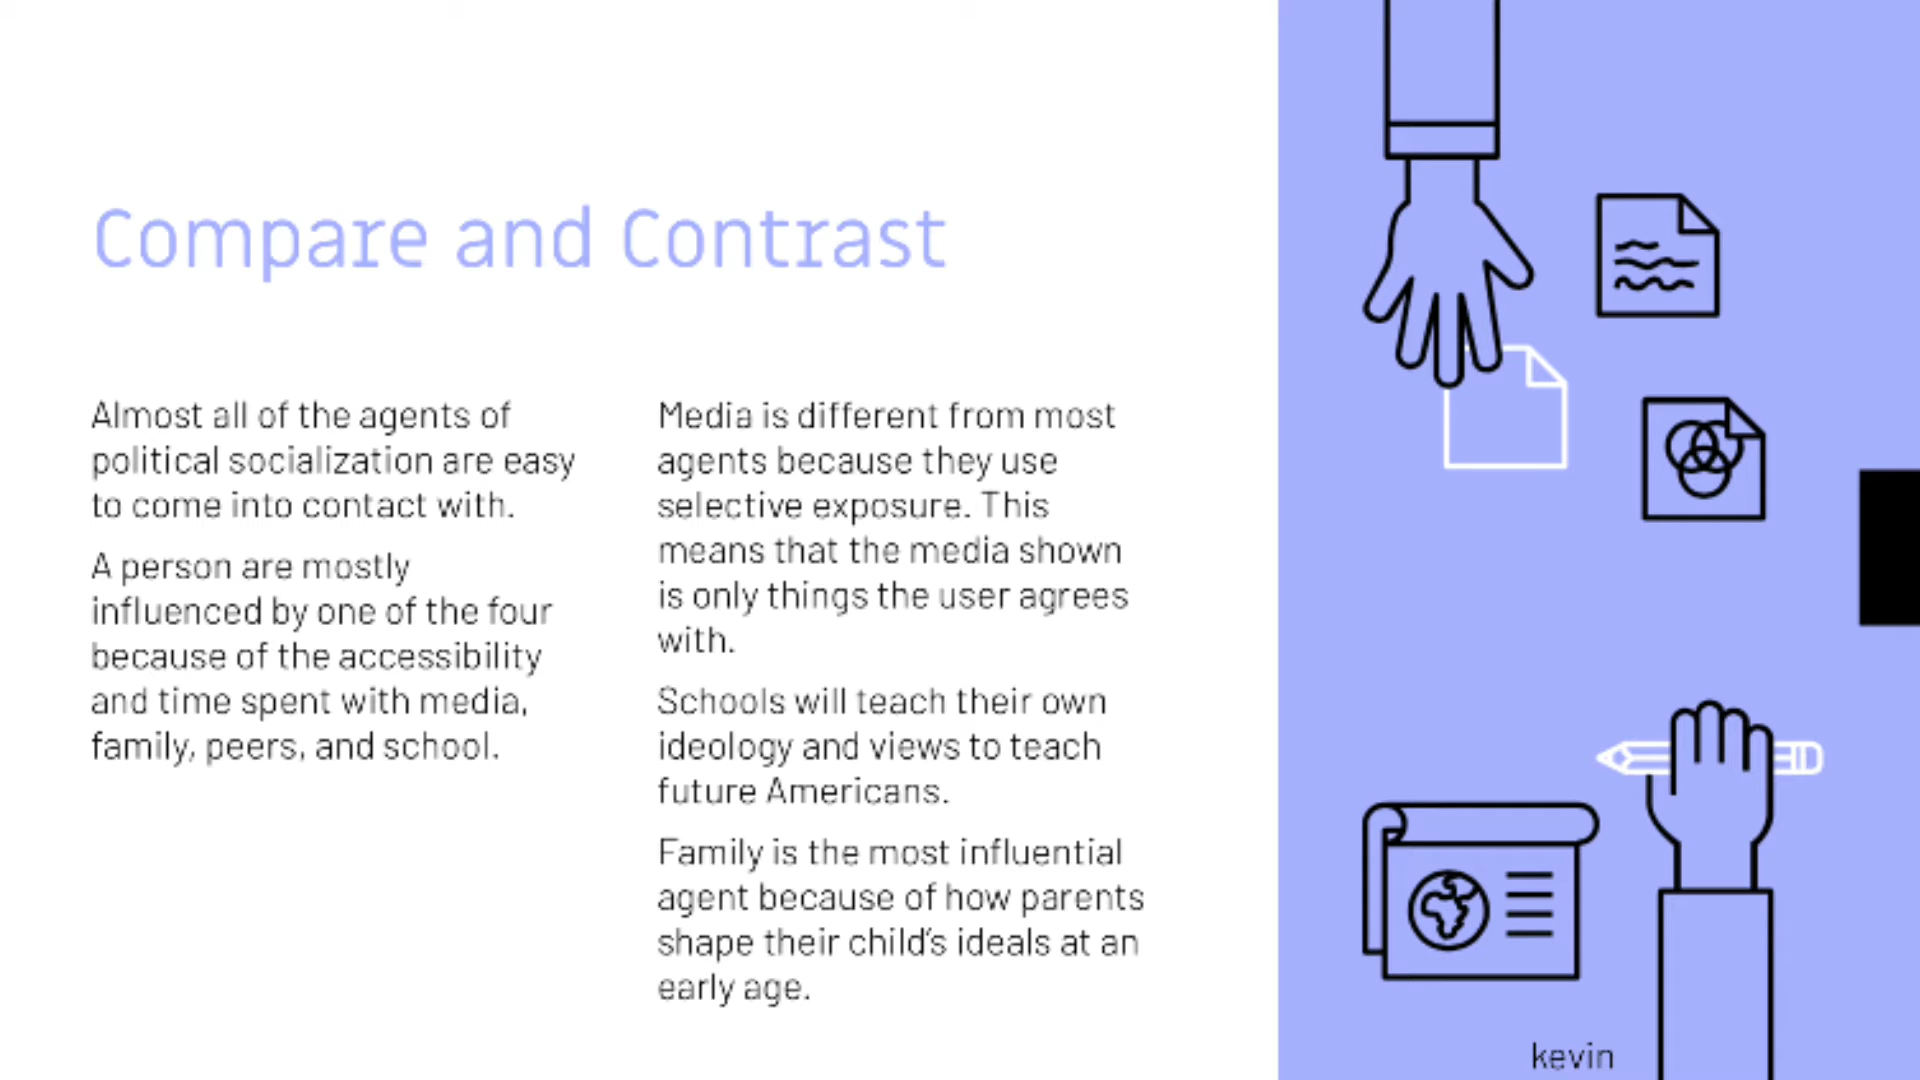 Compare and Contrast
Almost all of the agents of
political socialization are easy
to come into contact with.
A person are mostly
influenced by one of the four
because of the accessibility
and time spent with media,
family, peers, and school.
Media is different from most
agents because they use
selective exposure. This
means that the media shown
is only things the user agrees
with.
Schools will teach their own
ideology and views to teach
future Americans.
Family is the most influential
agent because of how parents
shape their child's ideals at an
early age.
kevin